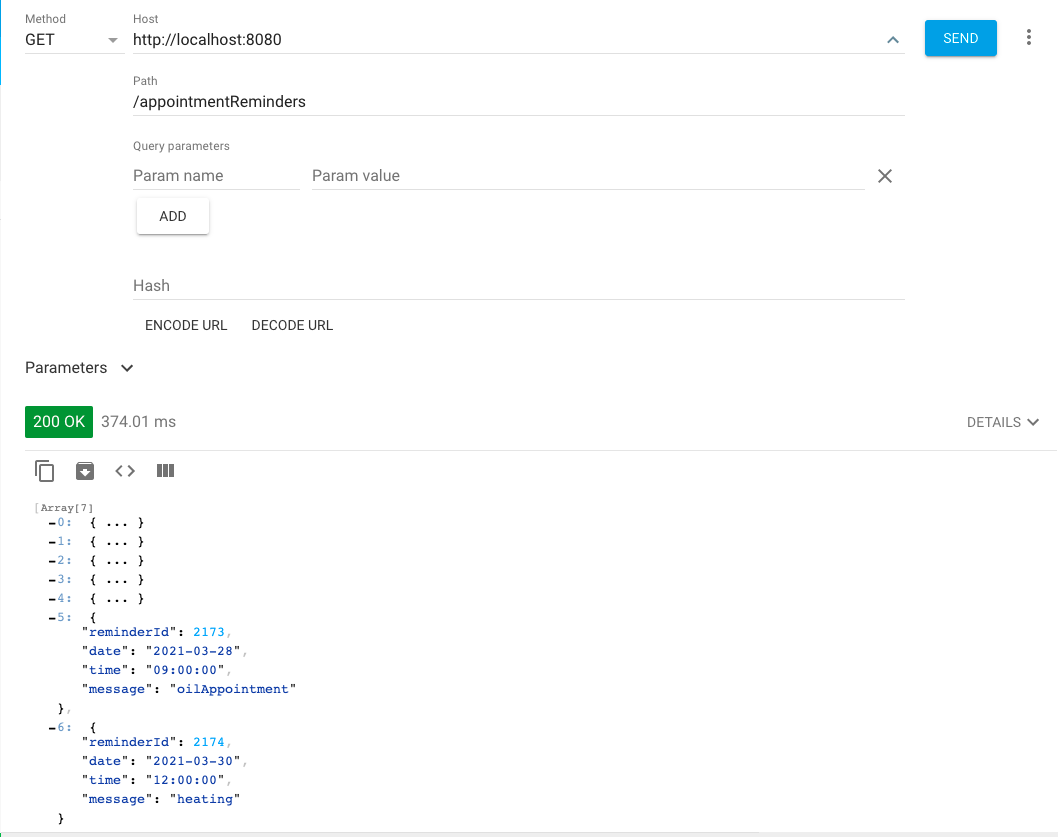 Method Host
GET http://localhost:8080 SEND
Path
/appointmentReminders
Query parameters
Param name Param value
ADD
Hash
ENCODE URL DECODE URL
Parameters
200 OK 374.01 ms DETAILS
[Array[7]
-0: { ... }
-1: { ... }
-2: { ... }
-3: { ... }
-4: { ... }
-5: {
"reminderId": 2173,
"date": "2021-03-28",
"time": "09:00:00",
"message": "oilAppointment"
},
-6: {
"reminderId": 2174,
"date": "2021-03-30",
"time": "12:00:00",
"message": "heating"
}